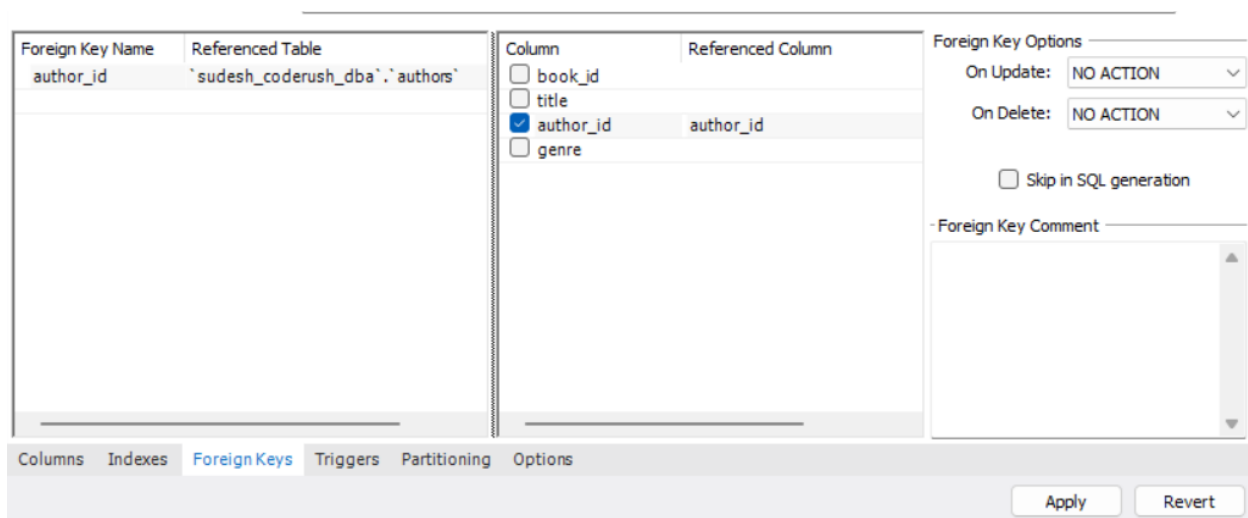 Foreign Key Name Referenced Table
author_id `sudesh_coderush_dba`.`authors`
Column Referenced Column
book_id
title
author_id author_id
genre
Foreign Key Options
On Update: NO ACTION
On Delete: NO ACTION
Skip in SQL generation
Foreign Key Comment
Columns Indexes Foreign Keys Triggers Partitioning Options
Apply Revert